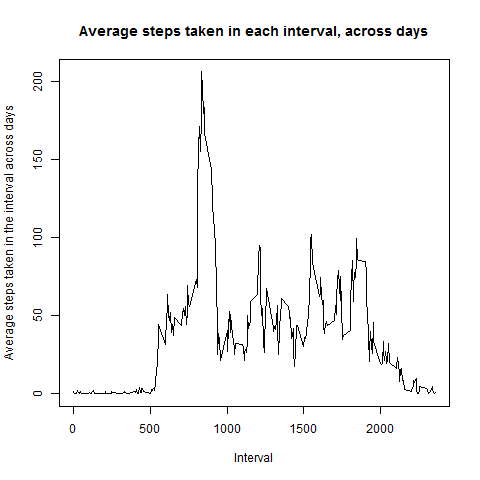 Average steps taken in each interval, across days
Average steps taken in the interval across days
200
150
100
50
0
0 500 1000 1500 2000
Interval